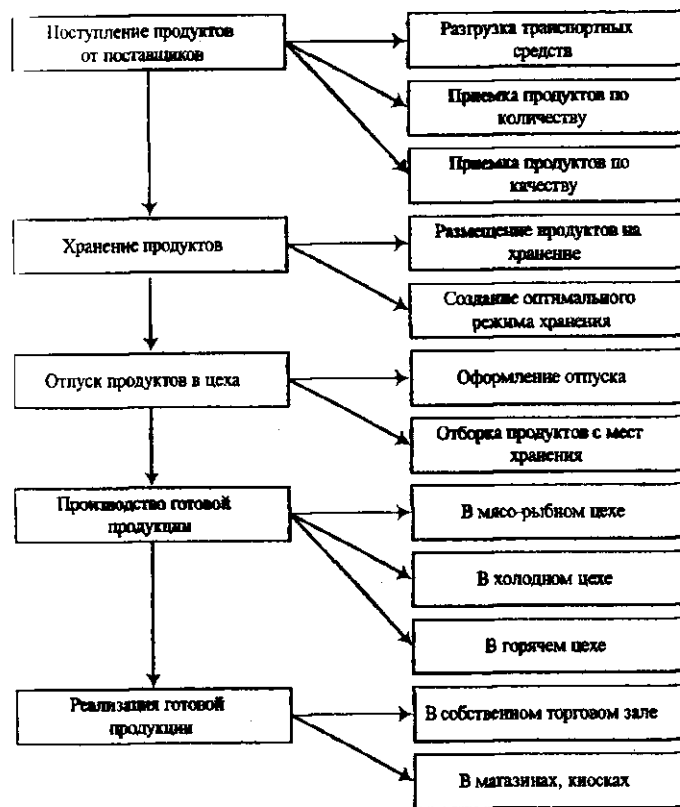 Поступление продуктов
от поставщиков
Разгрузка транспортных
средств
Приемка продуктов по
количеству
Приемка продуктов по
качеству
Хранение продуктов
Размещение продуктов на
хранение
Создание оптимального
режима хранения
Отпуск продуктов в цеха
Оформление отпуска
Отборка продуктов с мест
хранения
Производство готовой
продукции
В мясо-рыбном цехе
В холодном цехе
В горячем цехе
Реализация готовой
продукции
В собственном торговом зале
В магазинах, киосках